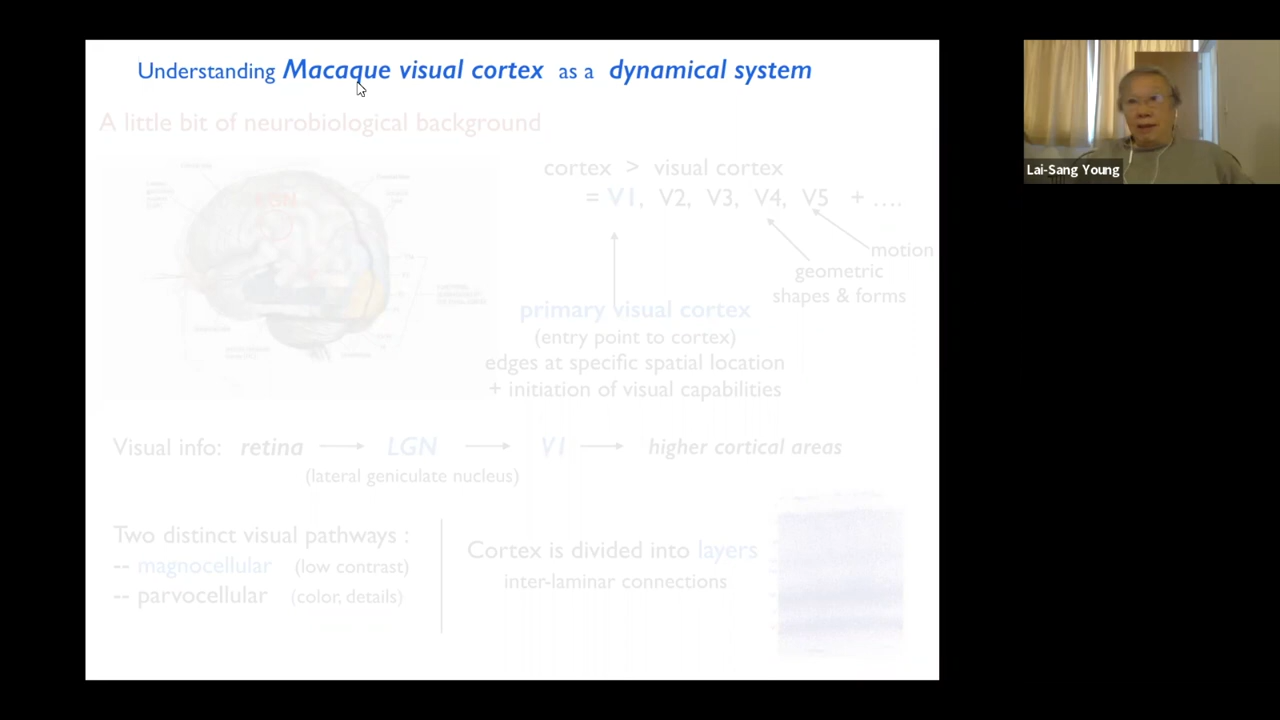 Understanding Macaque visual cortex as a dynamical system
A little bit of neurobiological background
cortex > visual cortex
= V1, V2, V3, V4, V5 + ....
motion
geometric
shapes & forms
primary visual cortex
(entry point to cortex)
edges at specific spatial location
+ initiation of visual capabilities
LGN
Visual info: retina → LGN → V1 → higher cortical areas
(lateral geniculate nucleus)
Two distinct visual pathways :
-- magnocellular (low contrast)
-- parvocellular (color, details)
Cortex is divided into layers
inter-laminar connections
Lai-Sang Young